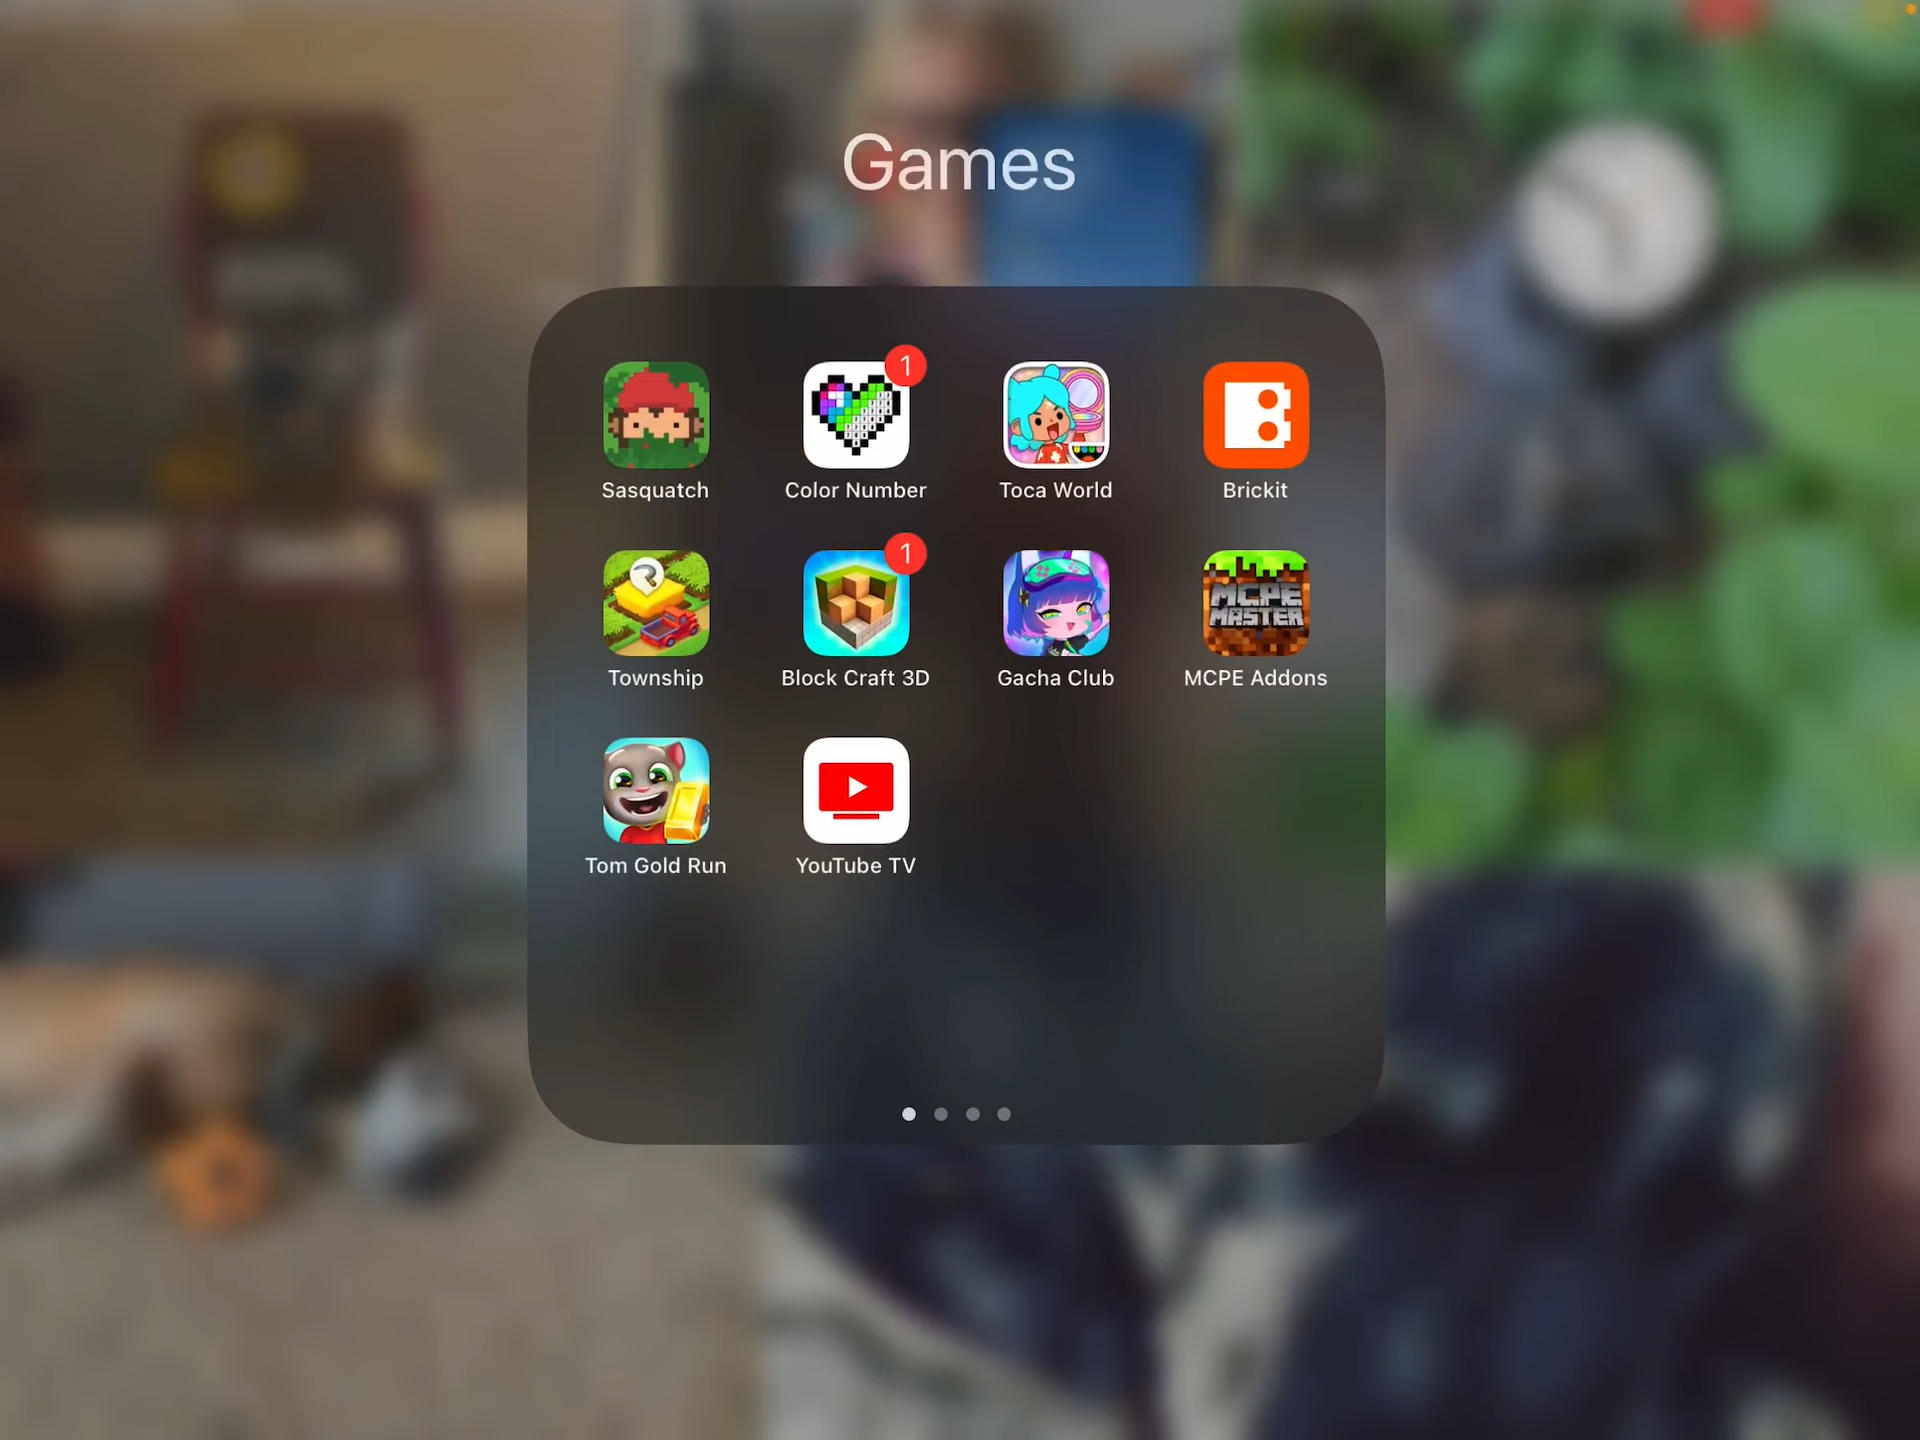 Games
1
Sasquatch
Color Number
Toca World
Brickit
1
MCPE
MASTER
Township
Block Craft 3D
Gacha Club
MCPE Addons
Tom Gold Run
YouTube TV